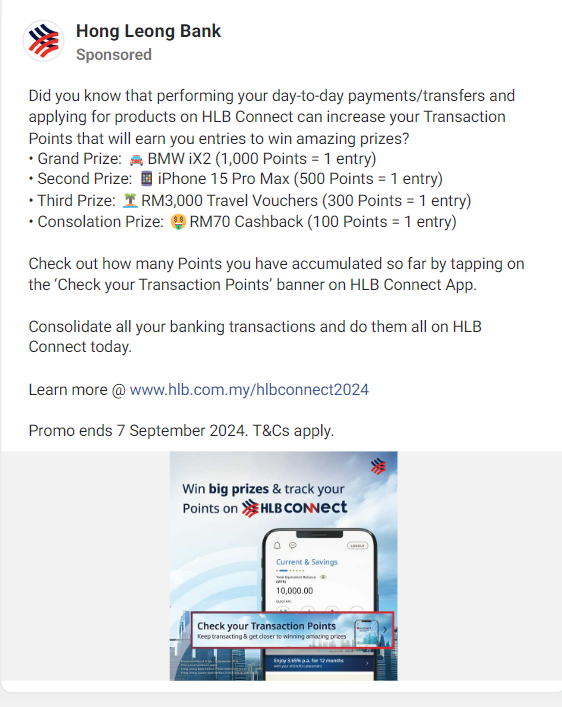 Hong Leong Bank
Sponsored
Did you know that performing your day-to-day payments/transfers and
applying for products on HLB Connect can increase your Transaction
Points that will earn you entries to win amazing prizes?
• Grand Prize: 🚘 BMW iX2 (1,000 Points = 1 entry)
• Second Prize: 📱 iPhone 15 Pro Max (500 Points = 1 entry)
• Third Prize: 🏝 RM3,000 Travel Vouchers (300 Points = 1 entry)
• Consolation Prize: 🤑 RM70 Cashback (100 Points = 1 entry)
Check out how many Points you have accumulated so far by tapping on
the ‘Check your Transaction Points’ banner on HLB Connect App.
Consolidate all your banking transactions and do them all on HLB
Connect today.
Learn more @ www.hlb.com.my/hlbconnect2024
Promo ends 7 September 2024. T&Cs apply.
Win big prizes & track your
Points on HLB CONNECT
LOGOUT
Current & Savings
Total Equivalent Balance
(MYR)
10,000.00
Check your Transaction Points
Keep transacting & get closer to winning amazing prizes
Enjoy 3.65% p.a. for 12 months